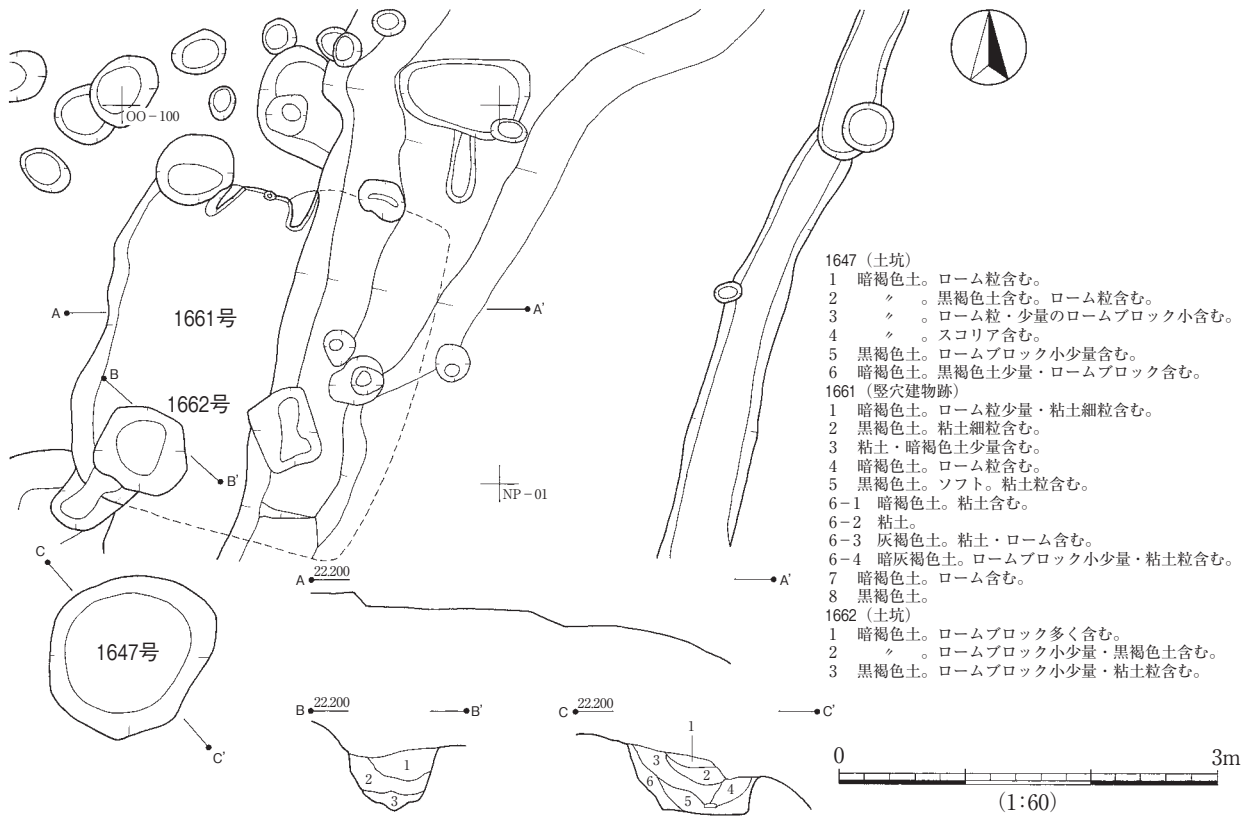 OO−100
A
A'
1661号
B
1662号
B'
NP−01
C
1647号
C'
A 22.200 A'
B 22.200 B'
C 22.200 C'
1
2
3
1
2
3
4
5
6
1647（土坑）
1 暗褐色土。ローム粒含む。
2 〃 。黒褐色土含む。ローム粒含む。
3 〃 。ローム粒・少量のロームブロック小含む。
4 〃 。スコリア含む。
5 黒褐色土。ロームブロック小少量含む。
6 暗褐色土。黒褐色土少量・ロームブロック含む。
1661（竪穴建物跡）
1 暗褐色土。ローム粒少量・粘土細粒含む。
2 黒褐色土。粘土細粒含む。
3 粘土・暗褐色土少量含む。
4 暗褐色土。ローム粒含む。
5 黒褐色土。ソフト。粘土粒含む。
6−1 暗褐色土。粘土含む。
6−2 粘土。
6−3 灰褐色土。粘土・ローム含む。
6−4 暗灰褐色土。ロームブロック小少量・粘土粒含む。
7 暗褐色土。ローム含む。
8 黒褐色土。
1662（土坑）
1 暗褐色土。ロームブロック多く含む。
2 〃 。ロームブロック小少量・黒褐色土含む。
3 黒褐色土。ロームブロック小少量・粘土粒含む。
0 3m
(1:60)